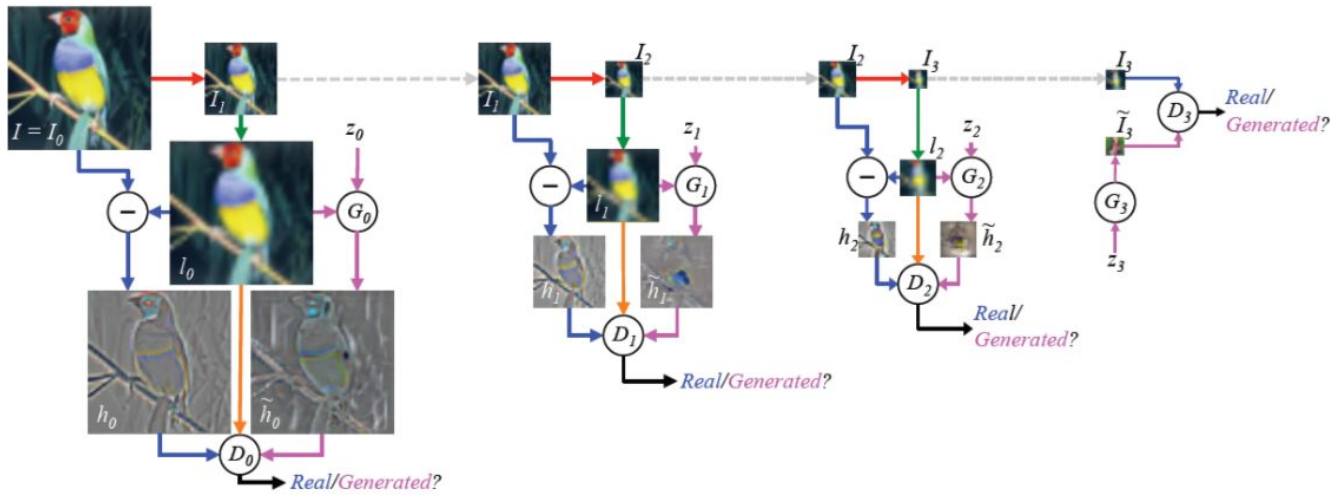 I = I₀
I₁
l₀
z₀
−
G₀
h₀
h̃₀
D₀
Real/Generated?
I₁
I₂
l₁
z₁
−
G₁
h₁
h̃₁
D₁
Real/Generated?
I₂
I₃
l₂
z₂
−
G₂
h₂
h̃₂
D₂
Real/
Generated?
I₃
Ĩ₃
D₃
Real/
Generated?
G₃
z₃